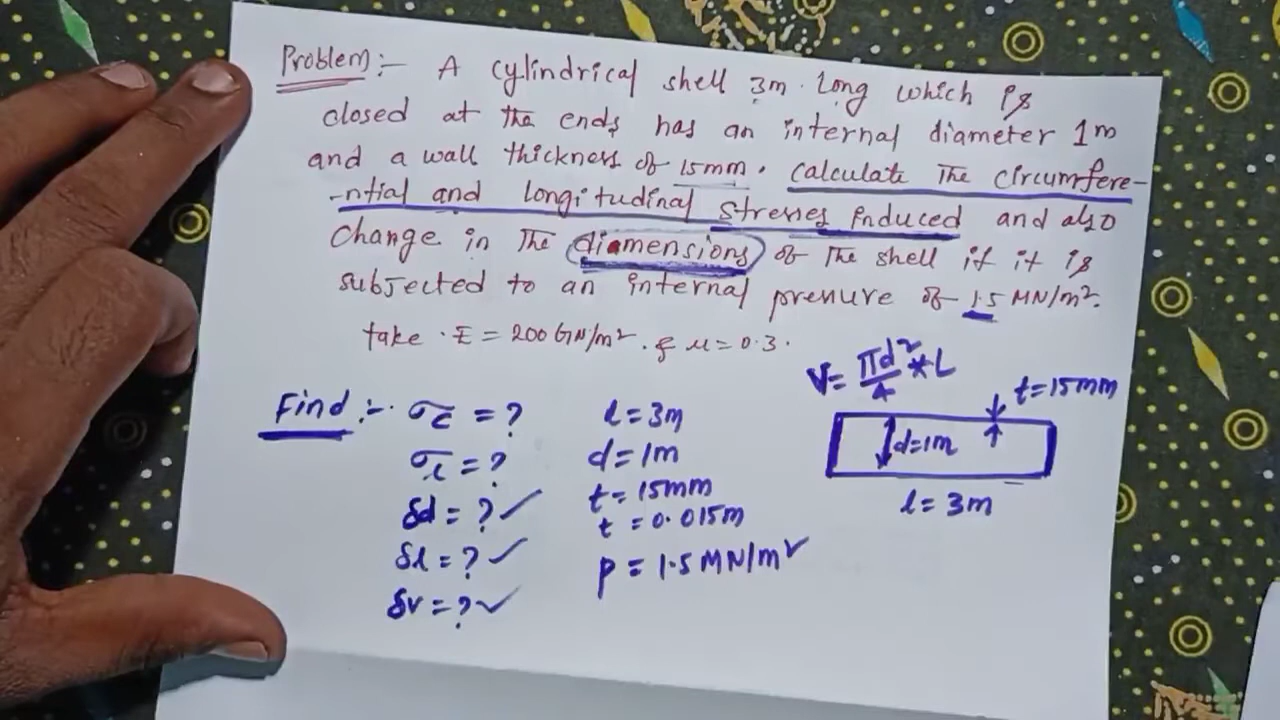 Problem :- A cylindrical shell 3m. long which is
closed at the ends has an internal diameter 1m
and a wall thickness of 15mm. calculate the circumfere-
-ntial and longitudinal stresses induced and also
change in the diamensions of the shell if it is
subjected to an internal pressure of 1.5 MN/m².
take E = 200 GN/m². & μ = 0.3.
V = πd²/4 * L
Find :-
σc = ?
σl = ?
δd = ? ✓
δl = ? ✓
δv = ? ✓
l = 3m
d = 1m
t = 15mm
t = 0.015m
p = 1.5 MN/m²
t = 15mm
d = 1m
l = 3m